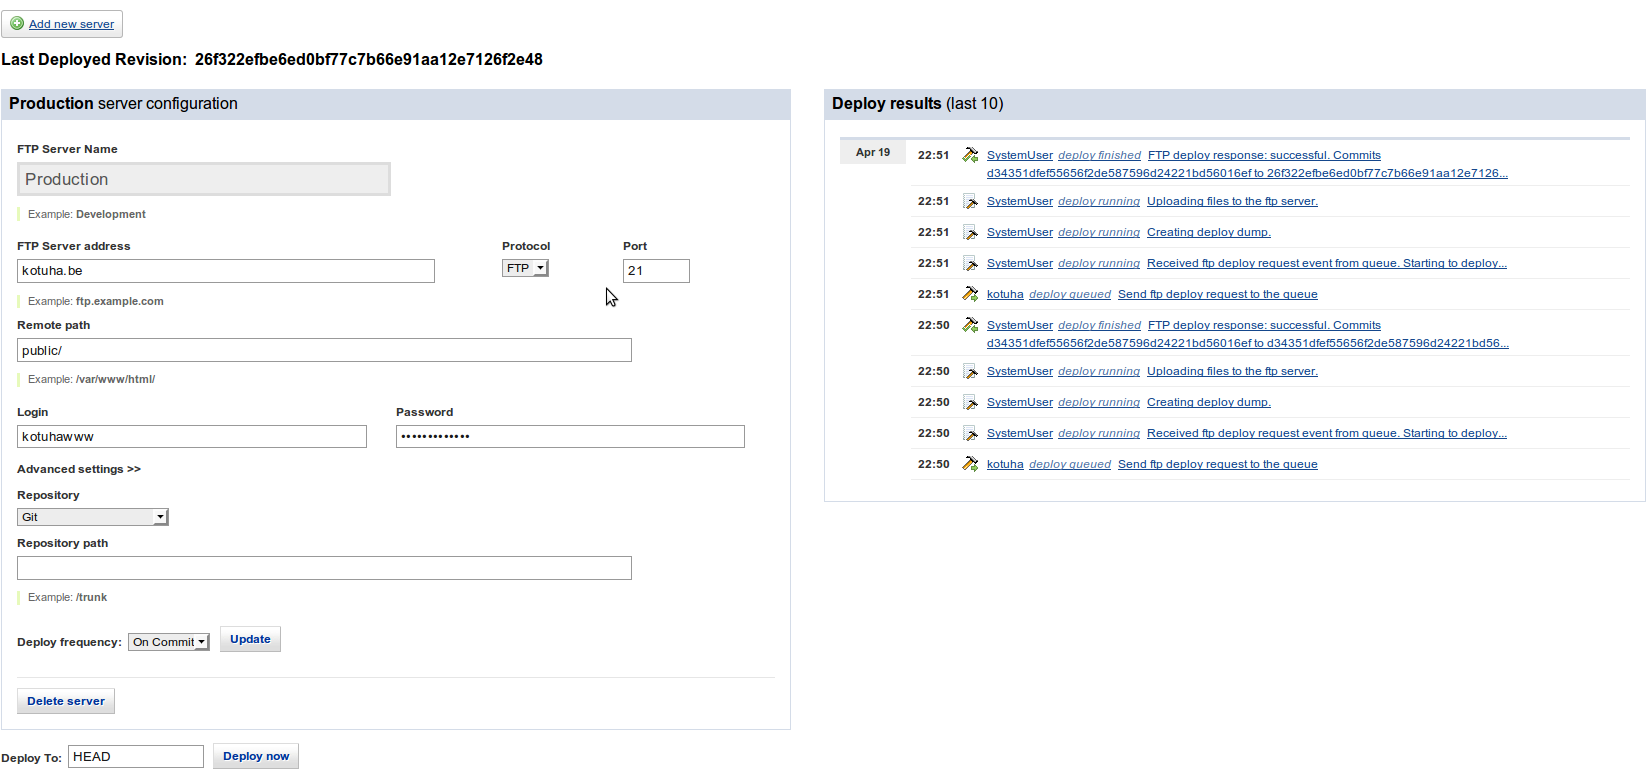 Add new server
Last Deployed Revision: 26f322efbe6ed0bf77c7b66e91aa12e7126f2e48
Production server configuration
FTP Server Name
Production
Example: Development
FTP Server address
Protocol
Port
kotuha.be
FTP
21
Example: ftp.example.com
Remote path
public/
Example: /var/www/html/
Login
Password
kotuhawww
•••••••••••••
Advanced settings >>
Repository
Git
Repository path
Example: /trunk
Deploy frequency:
On Commit
Update
Delete server
Deploy To:
HEAD
Deploy now
Deploy results (last 10)
Apr 19
22:51 SystemUser deploy finished FTP deploy response: successful. Commits
d34351dfef55656f2de587596d24221bd56016ef to 26f322efbe6ed0bf77c7b66e91aa12e7126...
22:51 SystemUser deploy running Uploading files to the ftp server.
22:51 SystemUser deploy running Creating deploy dump.
22:51 SystemUser deploy running Received ftp deploy request event from queue. Starting to deploy...
22:51 kotuha deploy queued Send ftp deploy request to the queue
22:50 SystemUser deploy finished FTP deploy response: successful. Commits
d34351dfef55656f2de587596d24221bd56016ef to d34351dfef55656f2de587596d24221bd56...
22:50 SystemUser deploy running Uploading files to the ftp server.
22:50 SystemUser deploy running Creating deploy dump.
22:50 SystemUser deploy running Received ftp deploy request event from queue. Starting to deploy...
22:50 kotuha deploy queued Send ftp deploy request to the queue